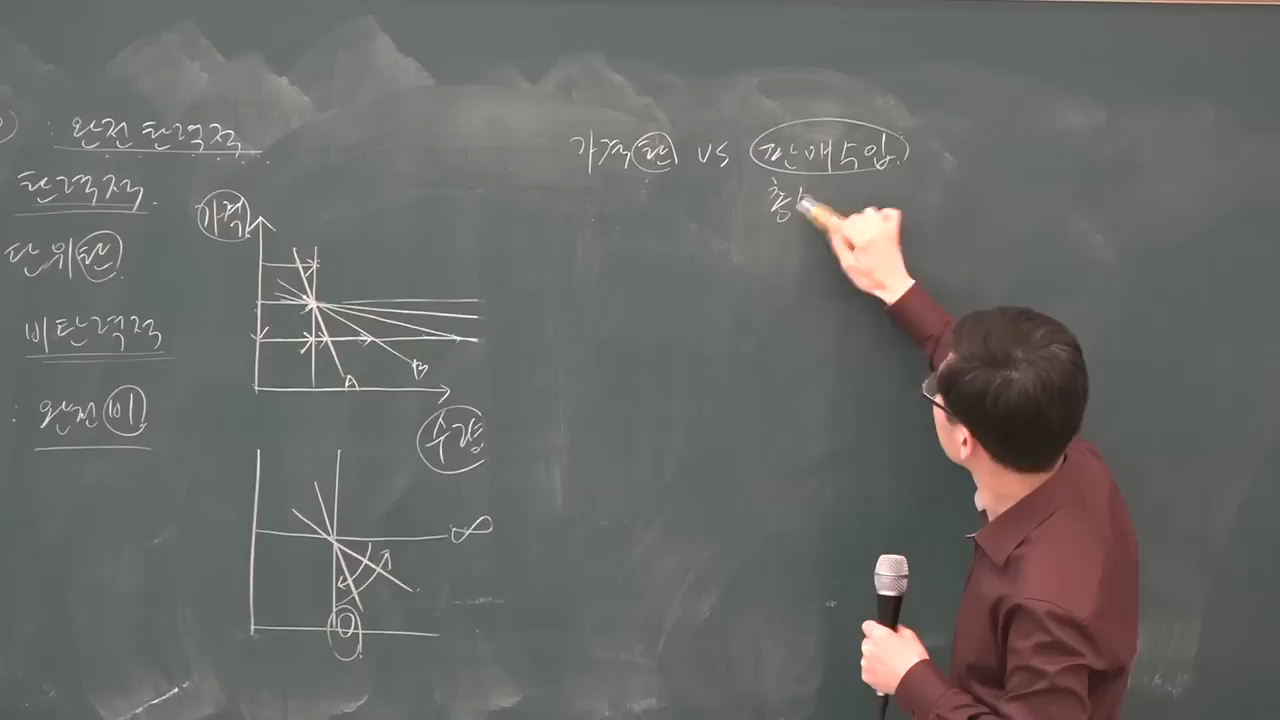 : 완전 탄력적
탄력적
단위탄
비탄력적
: 완전비
가격
A
B
수량
∞
0
가격탄 vs 판매수입
총